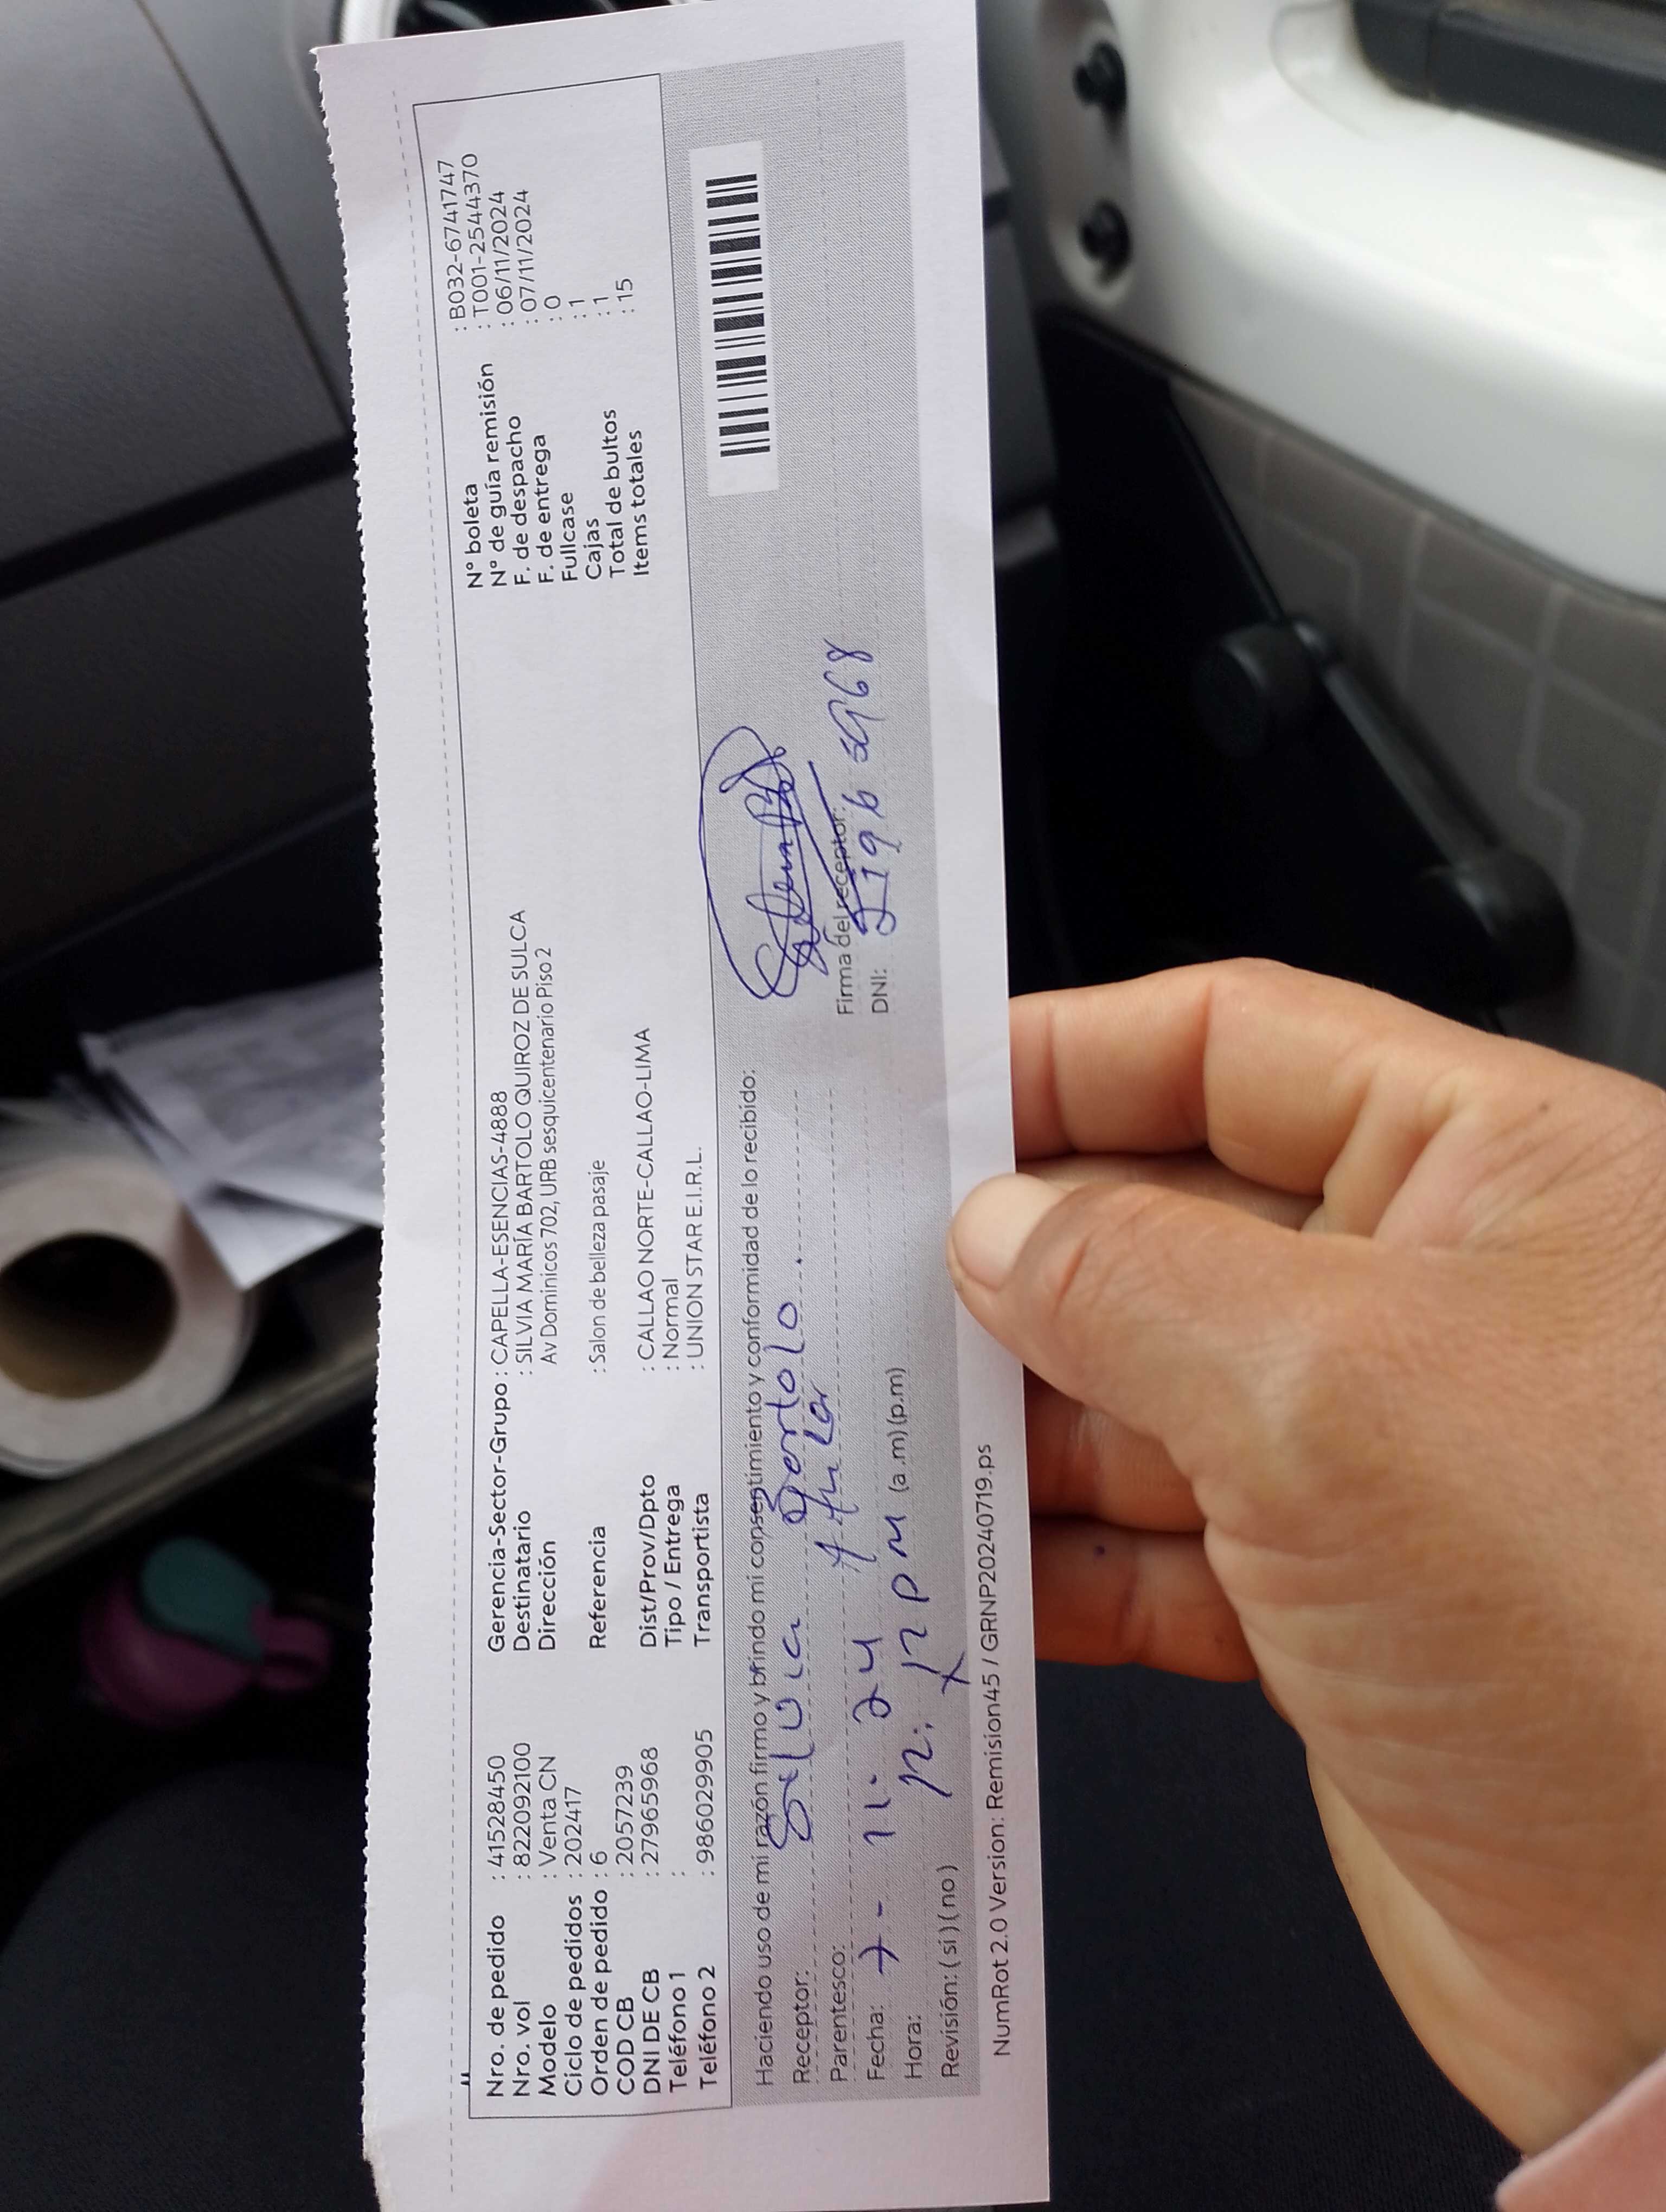 Nro. de pedido : 41528450
Nro. vol : 822092100
Modelo : Venta CN
Ciclo de pedidos : 202417
Orden de pedido : 6
COD CB : 2057239
DNI DE CB : 27965968
Teléfono 1 :
Teléfono 2 : 986029905
Gerencia-Sector-Grupo : CAPELLA-ESENCIAS-4888
Destinatario : SILVIA MARÍA BARTOLO QUIROZ DE SULCA
Dirección Av Dominicos 702, URB sesquicentenario Piso 2
Referencia : Salon de belleza pasaje
Dist/Prov/Dpto : CALLAO NORTE-CALLAO-LIMA
Tipo / Entrega : Normal
Transportista : UNION STAR E.I.R.L.
N° boleta : B032-6741747
N° de guía remisión : T001-2544370
F. de despacho : 06/11/2024
F. de entrega : 07/11/2024
Fullcase : 0
Cajas : 1
Total de bultos : 1
Items totales : 15
Haciendo uso de mi razón firmo y brindo mi consentimiento y conformidad de lo recibido:
Receptor: Silvia Bartolo
Parentesco:
Fecha: 7- 11. 24
Hora: 12: 12 pm (a .m) (p.m)
Revisión: ( sí ) ( no )
Firma del receptor:
DNI: 27965968
NumRot 2.0 Version: Remision45 / GRNP20240719.ps